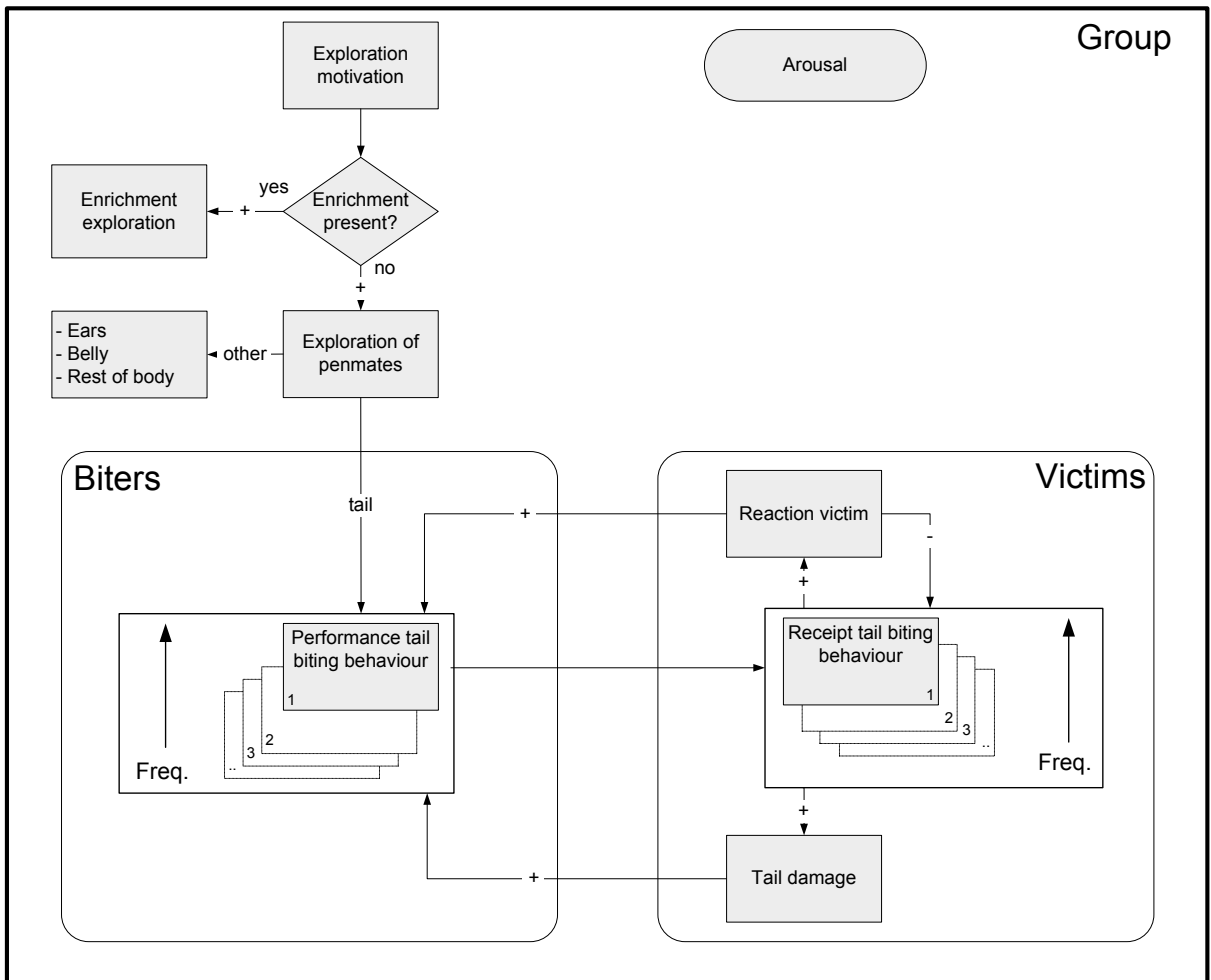 Group
Exploration
motivation
Arousal
yes
Enrichment
present?
+
Enrichment
exploration
no
+
- Ears
- Belly
- Rest of body
other
Exploration of
penmates
Biters
tail
Victims
+
Reaction victim
-
+
Performance tail
biting behaviour
1
2
3
..
Freq.
Receipt tail biting
behaviour
1
2
3
..
Freq.
+
+
Tail damage